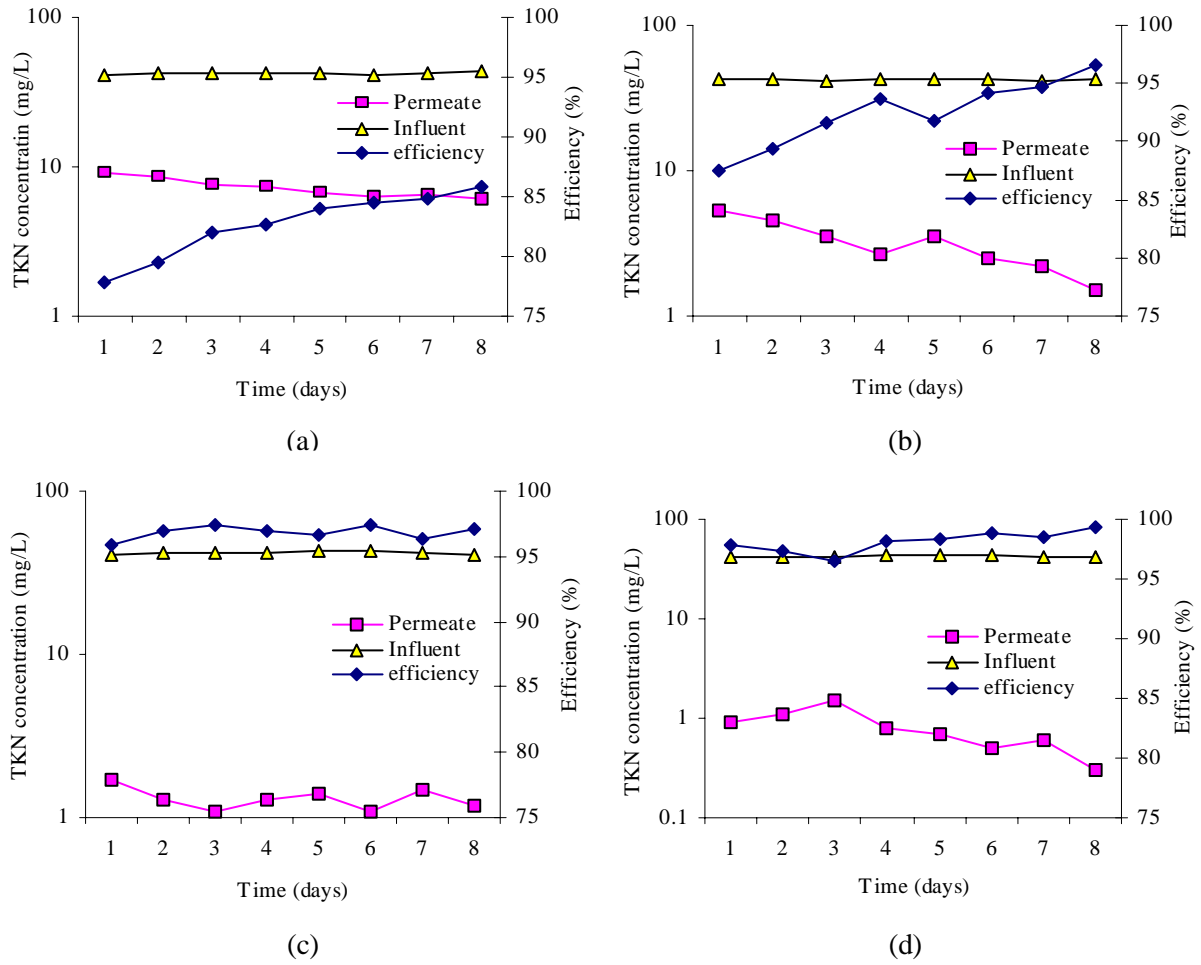 100
10
1
TKN concentratin (mg/L)
100
95
90
85
80
75
Efficiency (%)
Permeate
Influent
efficiency
1 2 3 4 5 6 7 8
Time (days)
(a)
100
10
1
TKN concentration (mg/L)
100
95
90
85
80
75
Efficiency (%)
Permeate
Influent
efficiency
1 2 3 4 5 6 7 8
Time (days)
(b)
100
10
1
TKN concentration (mg/L)
100
95
90
85
80
75
Efficiency (%)
Permeate
Influent
efficiency
1 2 3 4 5 6 7 8
Time (days)
(c)
100
10
1
0.1
TKN concentration (mg/L)
100
95
90
85
80
75
Efficiency (%)
Permeate
Influent
efficiency
1 2 3 4 5 6 7 8
Time (days)
(d)